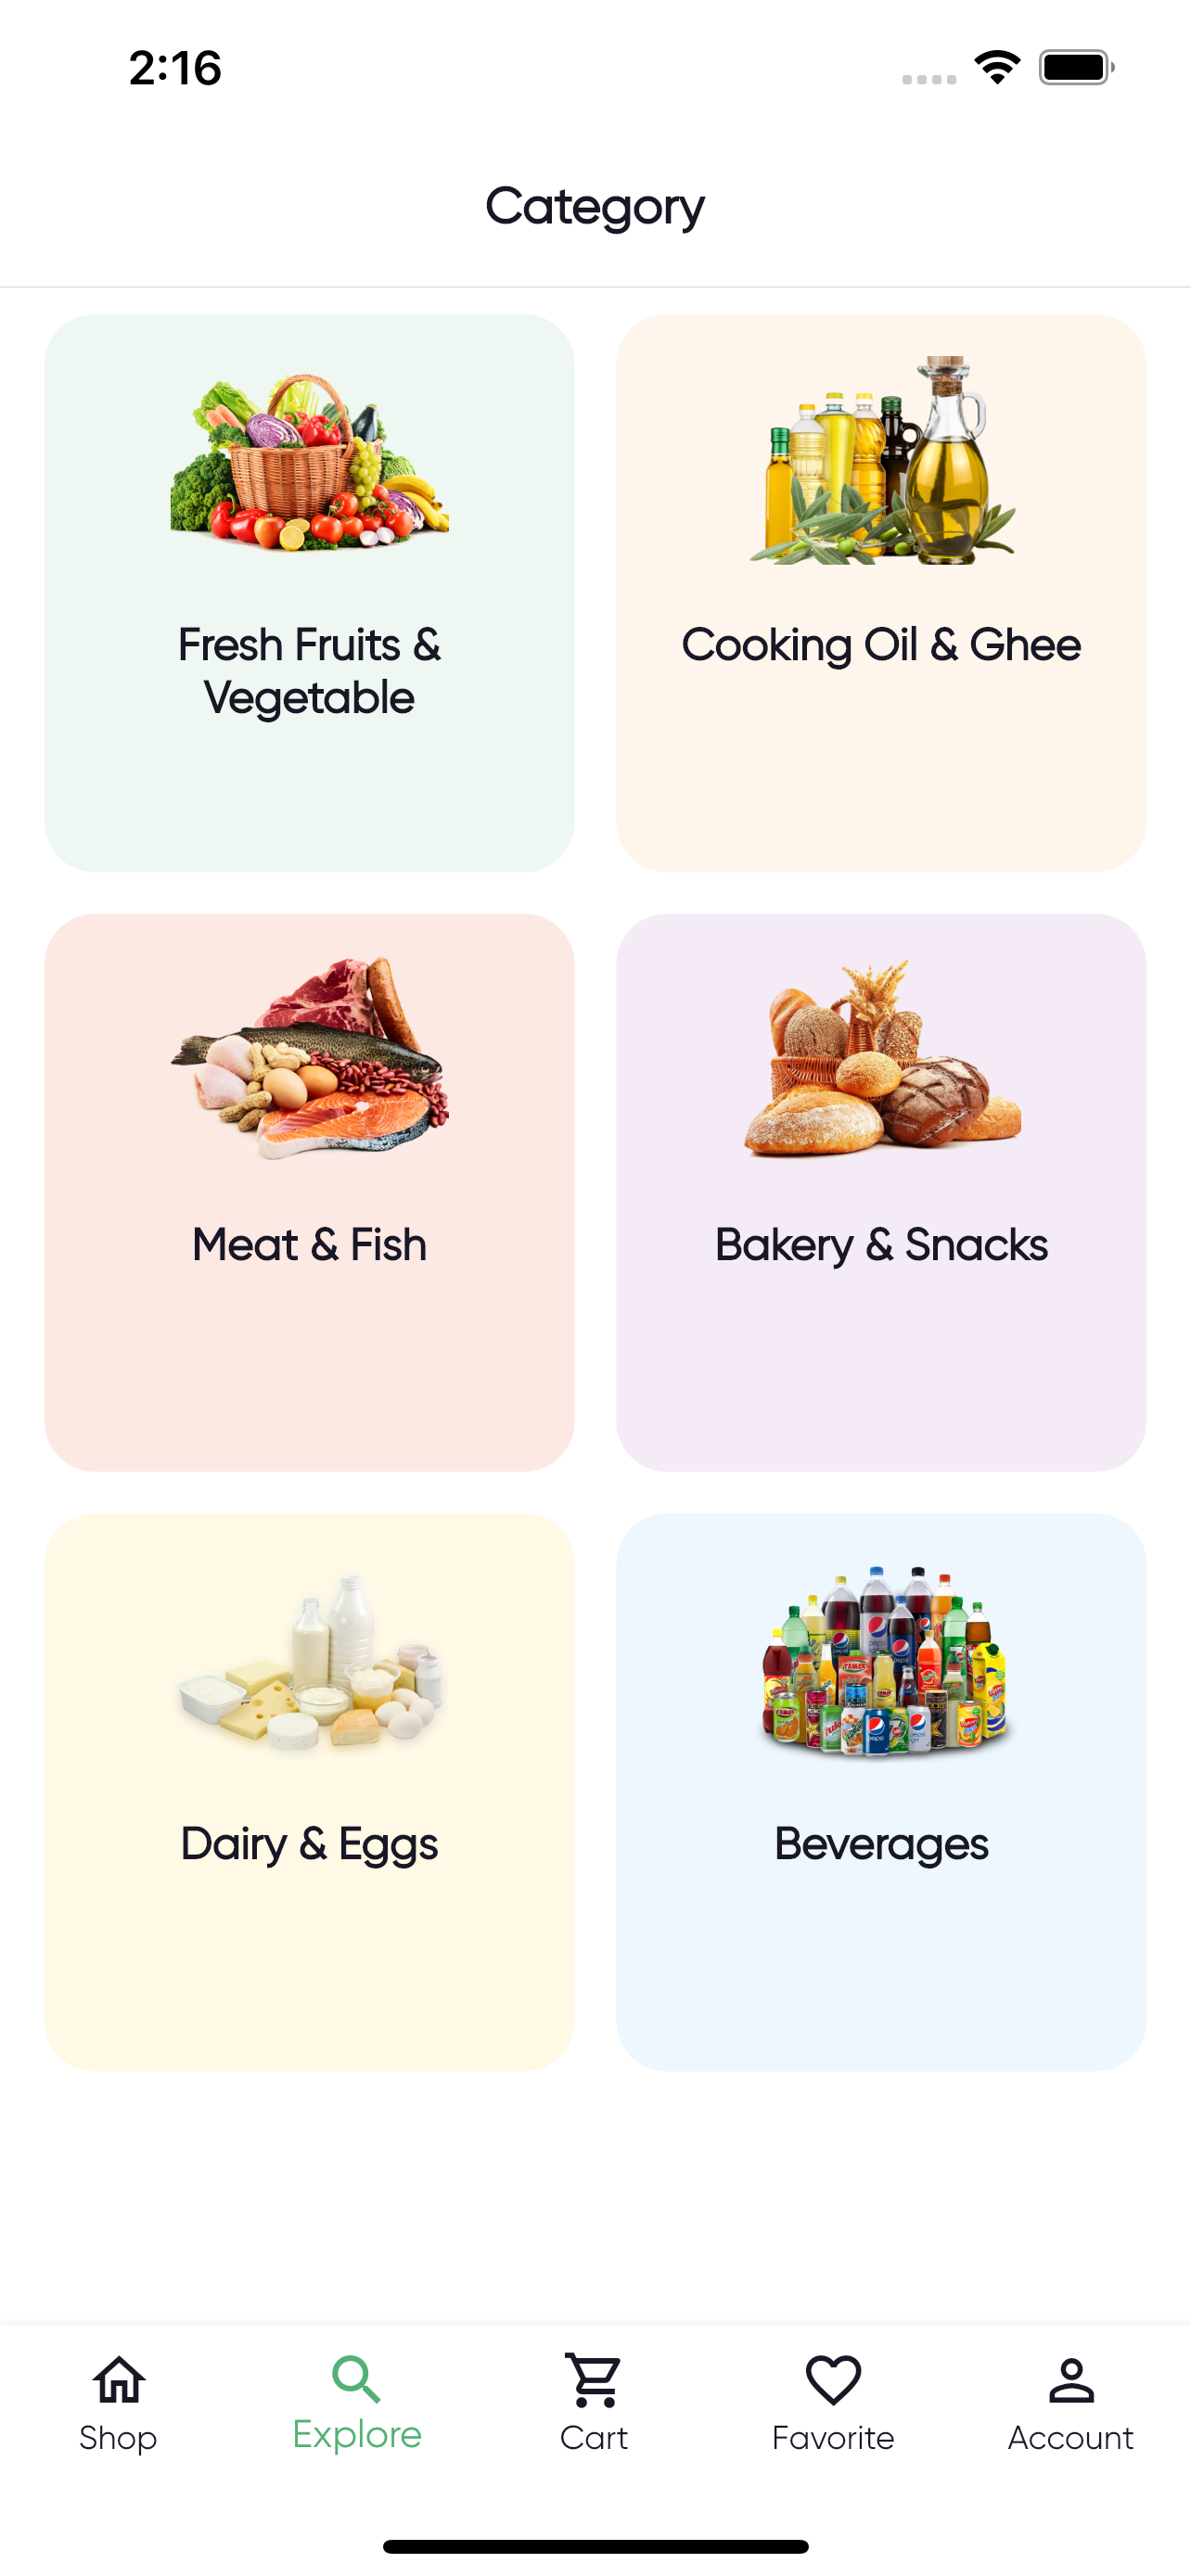 2:16
Category
Fresh Fruits &
Vegetable
Cooking Oil & Ghee
Meat & Fish
Bakery & Snacks
Dairy & Eggs
Beverages
Shop
Explore
Cart
Favorite
Account